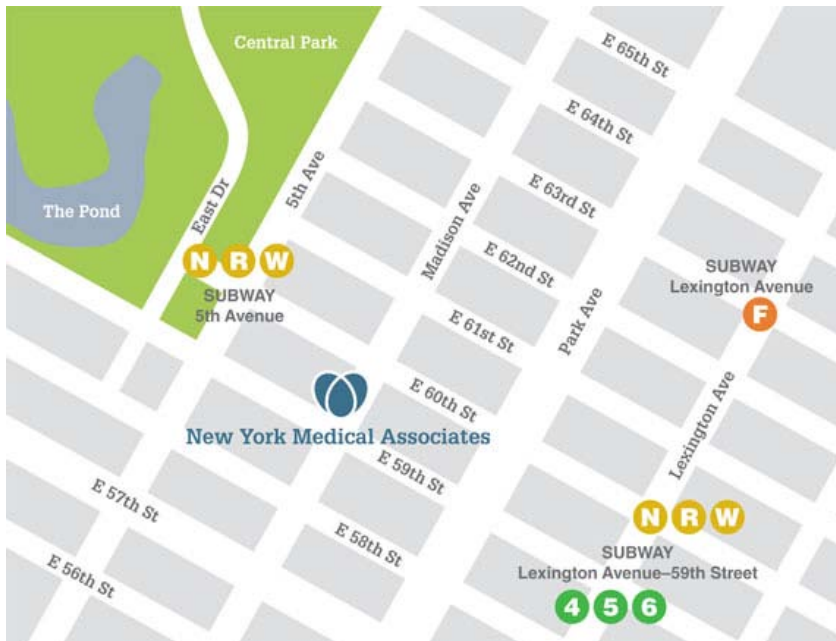 Central Park
E 65th St
E 64th St
E 63rd St
E 62nd St
5th Ave
Madison Ave
East Dr
The Pond
N R W
SUBWAY
5th Avenue
SUBWAY
Lexington Avenue
F
Park Ave
E 61st St
E 60th St
New York Medical Associates
Lexington Ave
E 59th St
E 58th St
E 57th St
E 56th St
N R W
SUBWAY
Lexington Avenue–59th Street
4 5 6